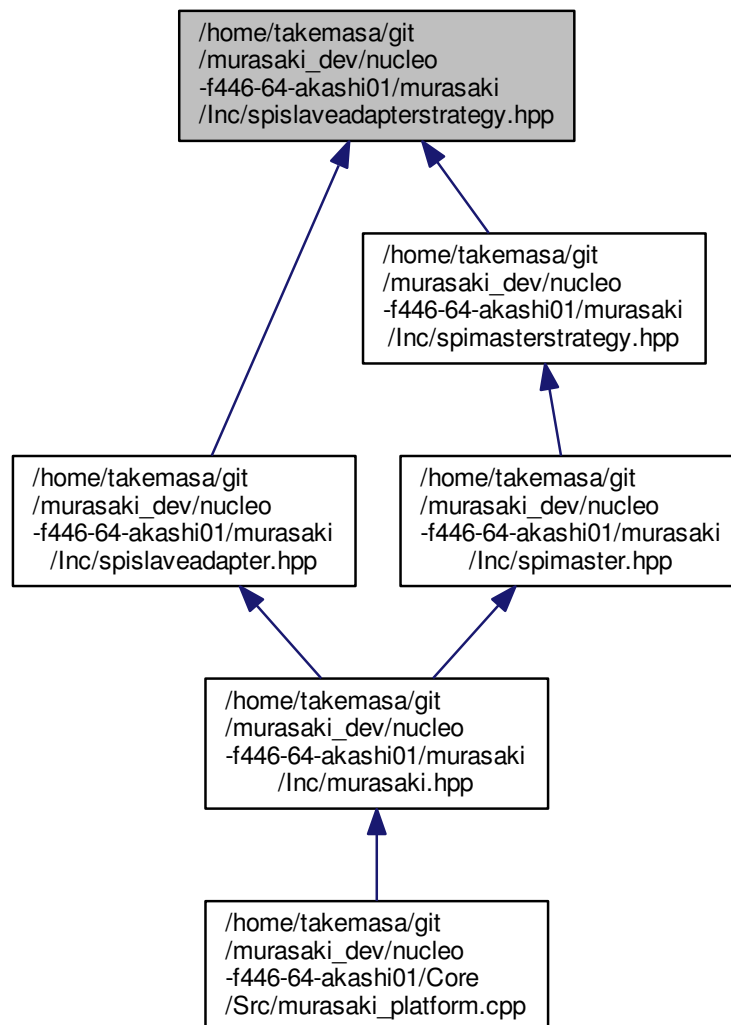 /home/takemasa/git
/murasaki_dev/nucleo
-f446-64-akashi01/murasaki
/Inc/spislaveadapterstrategy.hpp
/home/takemasa/git
/murasaki_dev/nucleo
-f446-64-akashi01/murasaki
/Inc/spimasterstrategy.hpp
/home/takemasa/git
/murasaki_dev/nucleo
-f446-64-akashi01/murasaki
/Inc/spislaveadapter.hpp
/home/takemasa/git
/murasaki_dev/nucleo
-f446-64-akashi01/murasaki
/Inc/spimaster.hpp
/home/takemasa/git
/murasaki_dev/nucleo
-f446-64-akashi01/murasaki
/Inc/murasaki.hpp
/home/takemasa/git
/murasaki_dev/nucleo
-f446-64-akashi01/Core
/Src/murasaki_platform.cpp